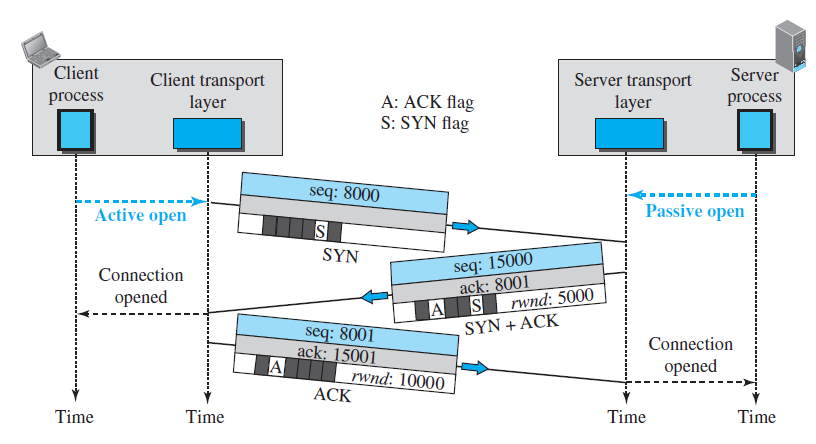 Client
process
Client transport
layer
A: ACK flag
S: SYN flag
Server transport
layer
Server
process
Active open
Passive open
seq: 8000
S
SYN
seq: 15000
ack: 8001
A S rwnd: 5000
SYN + ACK
Connection
opened
seq: 8001
ack: 15001
A rwnd: 10000
ACK
Connection
opened
Time
Time
Time
Time